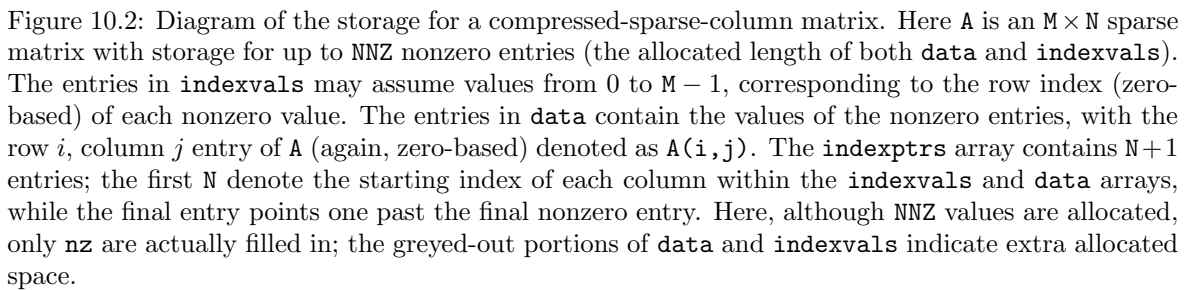 Figure 10.2: Diagram of the storage for a compressed-sparse-column matrix. Here A is an M × N sparse
matrix with storage for up to NNZ nonzero entries (the allocated length of both data and indexvals).
The entries in indexvals may assume values from 0 to M − 1, corresponding to the row index (zero-
based) of each nonzero value. The entries in data contain the values of the nonzero entries, with the
row i, column j entry of A (again, zero-based) denoted as A(i,j). The indexptrs array contains N+1
entries; the first N denote the starting index of each column within the indexvals and data arrays,
while the final entry points one past the final nonzero entry. Here, although NNZ values are allocated,
only nz are actually filled in; the greyed-out portions of data and indexvals indicate extra allocated
space.